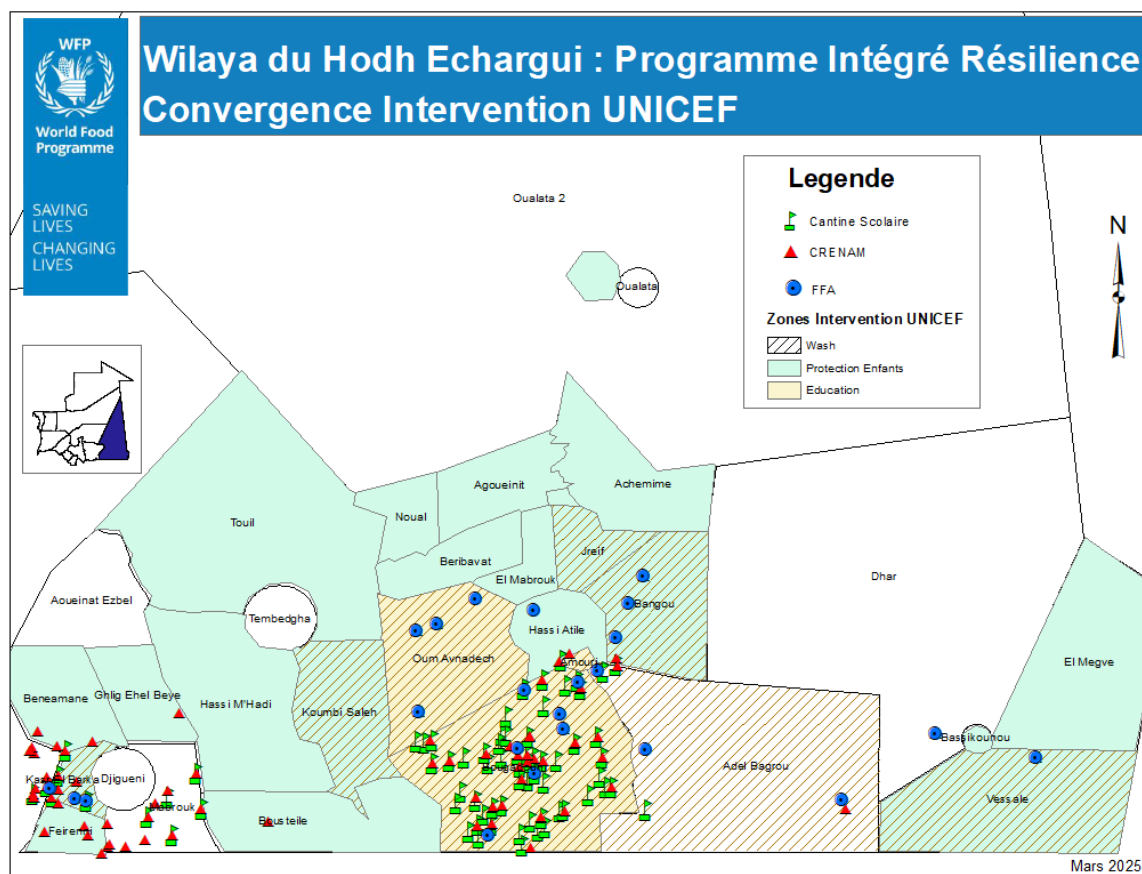 WFP
World Food
Programme
SAVING
LIVES
CHANGING
LIVES
Wilaya du Hodh Echargui : Programme Intégré Résilience
Convergence Intervention UNICEF
Legende
Cantine Scolaire
CRENAM
FFA
Zones Intervention UNICEF
Wash
Protection Enfants
Education
N
Oualata 2
Oualata
Achemime
Agoueinit
Noual
Touil
Jreif
Beribavat
El Mabrouk
Dhar
Aoueinat Ezbel
Tembedgha
Bangou
Hassi Atile
Oum Avnadech
Amourj
El Megve
Beneamane
Ghlig Ehel Beye
Hassi M'Hadi
Koumbi Saleh
Bassikounou
Adel Bagrou
Djigueni
Vessale
Mabrouk
Feirenni
Bousteile
Mars 2025